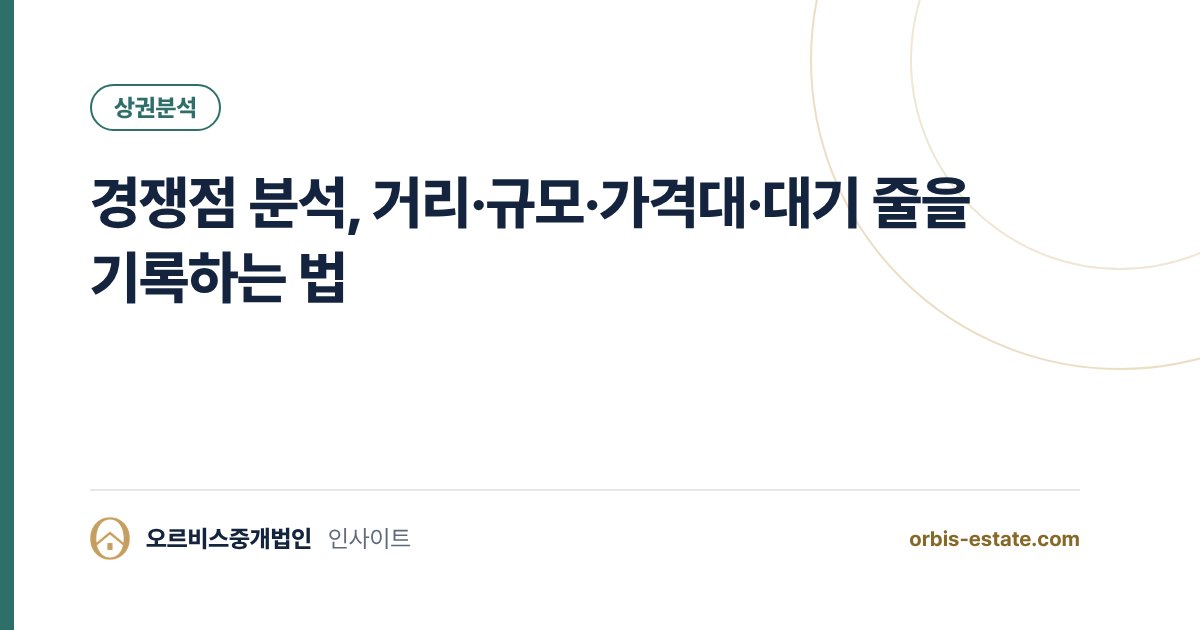 상권분석
경쟁점 분석, 거리·규모·가격대·대기 줄을
기록하는 법
오르비스중개법인 인사이트
orbis-estate.com